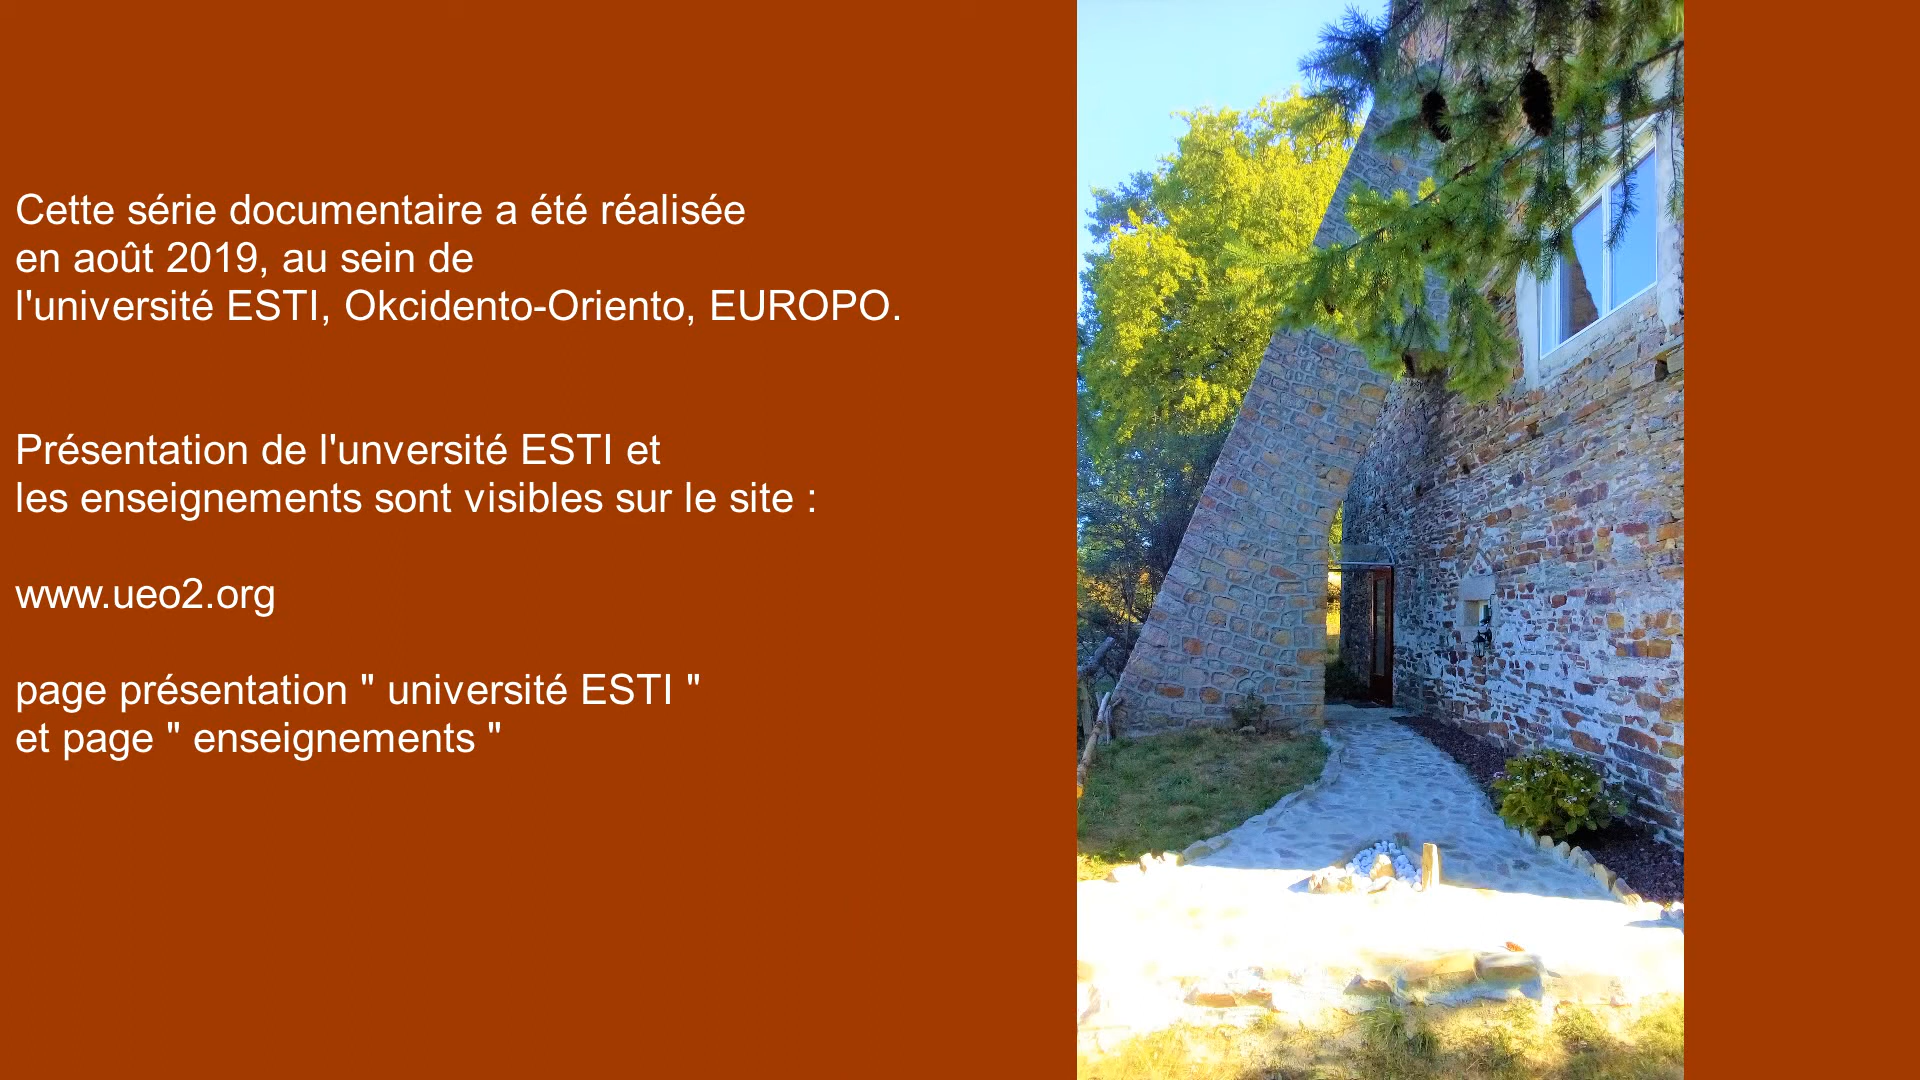 Cette série documentaire a été réalisée
en août 2019, au sein de
l'université ESTI, Okcidento-Oriento, EUROPO.
Présentation de l'unversité ESTI et
les enseignements sont visibles sur le site :
www.ueo2.org
page présentation " université ESTI "
et page " enseignements "